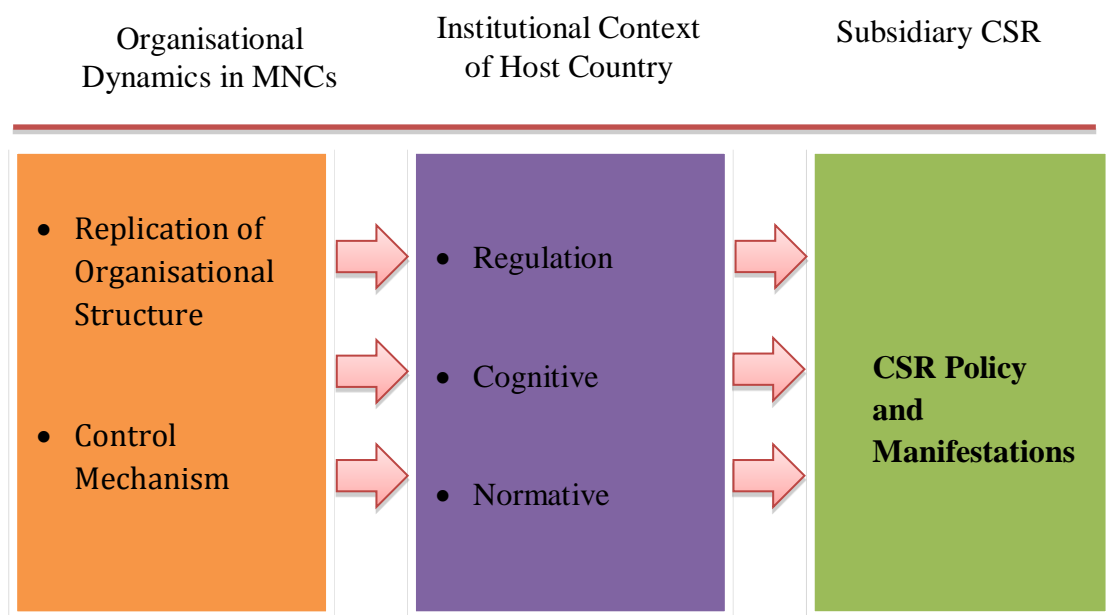 Organisational
Dynamics in MNCs
Institutional Context
of Host Country
Subsidiary CSR
• Replication of
Organisational
Structure
• Control
Mechanism
• Regulation
• Cognitive
• Normative
CSR Policy
and
Manifestations